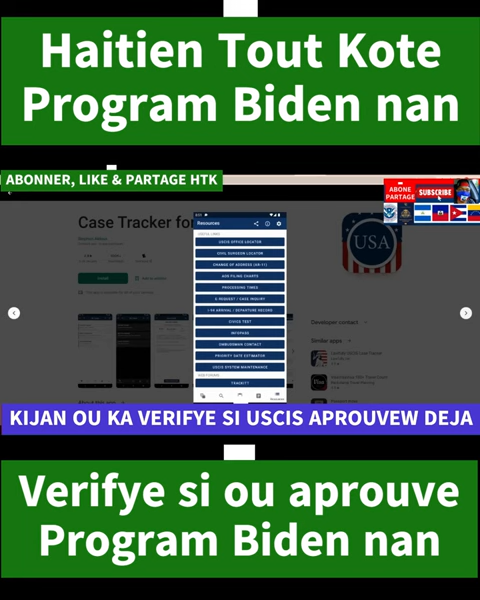 Haitien Tout Kote
Program Biden nan
ABONNER, LIKE & PARTAGE HTK
ABONE
PARTAGE
SUBSCRIBE
Case Tracker for
Resources
USCIS OFFICE LOCATOR
CIVIL SURGEON LOCATOR
CHANGE OF ADDRESS (AR-11)
AOS FILING CHARTS
PROCESSING TIMES
E-REQUEST / CASE INQUIRY
I-94 ARRIVAL / DEPARTURE RECORD
CIVICS TEST
INFOPASS
OMBUDSMAN CONTACT
PRIORITY DATE ESTIMATOR
USCIS SYSTEM MAINTENANCE
TRACKITT
USA
Developer contact
Similar apps
KIJAN OU KA VERIFYE SI USCIS APROUVEW DEJA
Verifye si ou aprouve
Program Biden nan